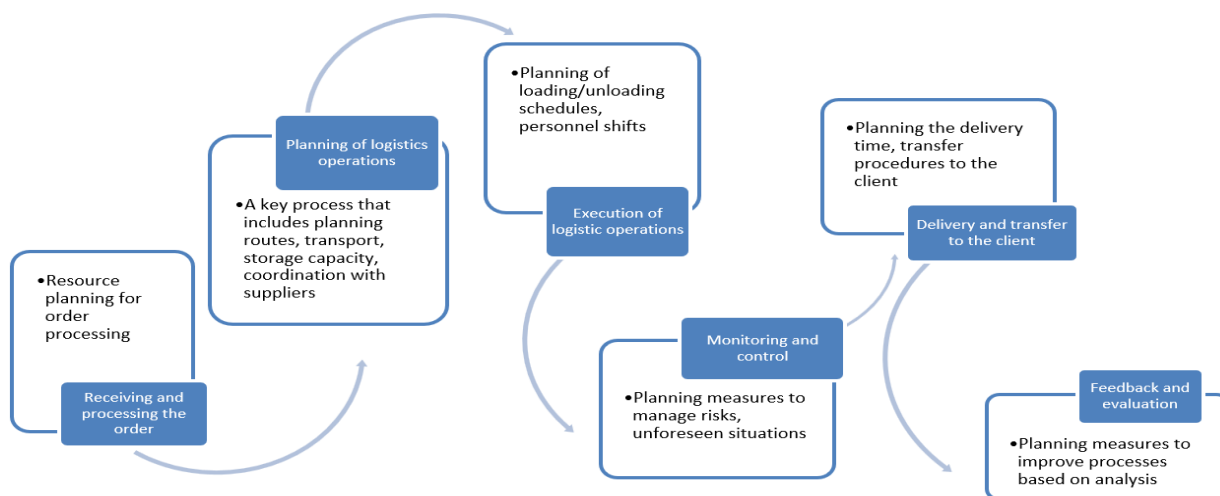 •Resource
planning for
order
processing
Receiving and
processing the
order
Planning of logistics
operations
•A key process that
includes planning
routes, transport,
storage capacity,
coordination with
suppliers
•Planning of
loading/unloading
schedules,
personnel shifts
Execution of
logistic operations
Monitoring and
control
•Planning measures to
manage risks,
unforeseen situations
•Planning the delivery
time, transfer
procedures to the
client
Delivery and transfer
to the client
Feedback and
evaluation
•Planning measures to
improve processes
based on analysis